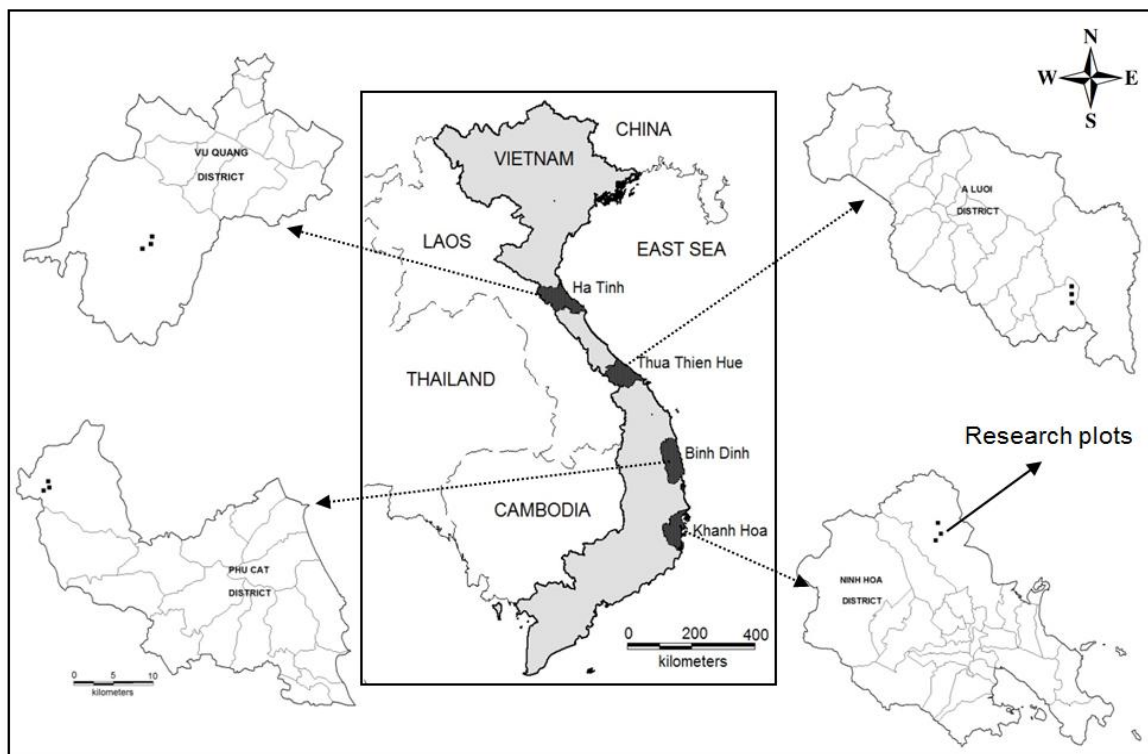 N
W
E
S
VU QUANG
DISTRICT
CHINA
VIETNAM
LAOS
EAST SEA
A LUOI
DISTRICT
Ha Tinh
Thua Thien Hue
THAILAND
Binh Dinh
CAMBODIA
Khanh Hoa
Research plots
PHU CAT
DISTRICT
NINH HOA
DISTRICT
0 200 400
kilometers
0 5 10
kilometers